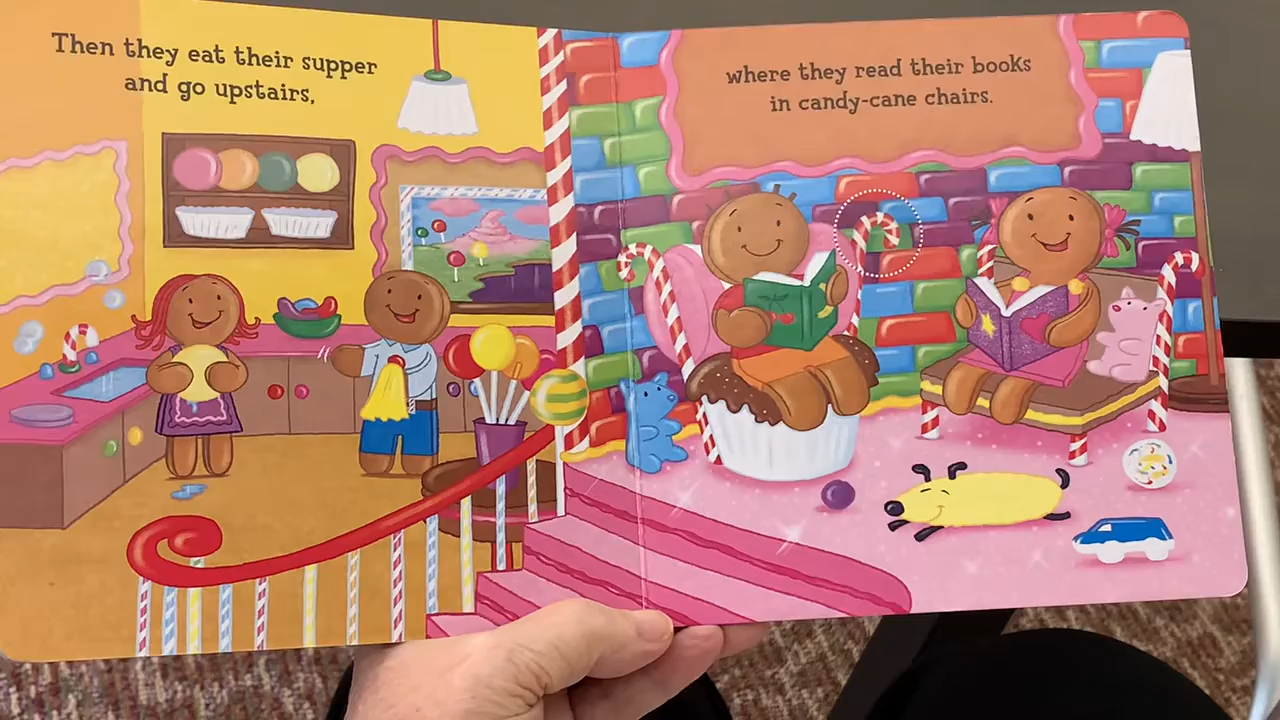 Then they eat their supper
and go upstairs,
where they read their books
in candy-cane chairs.